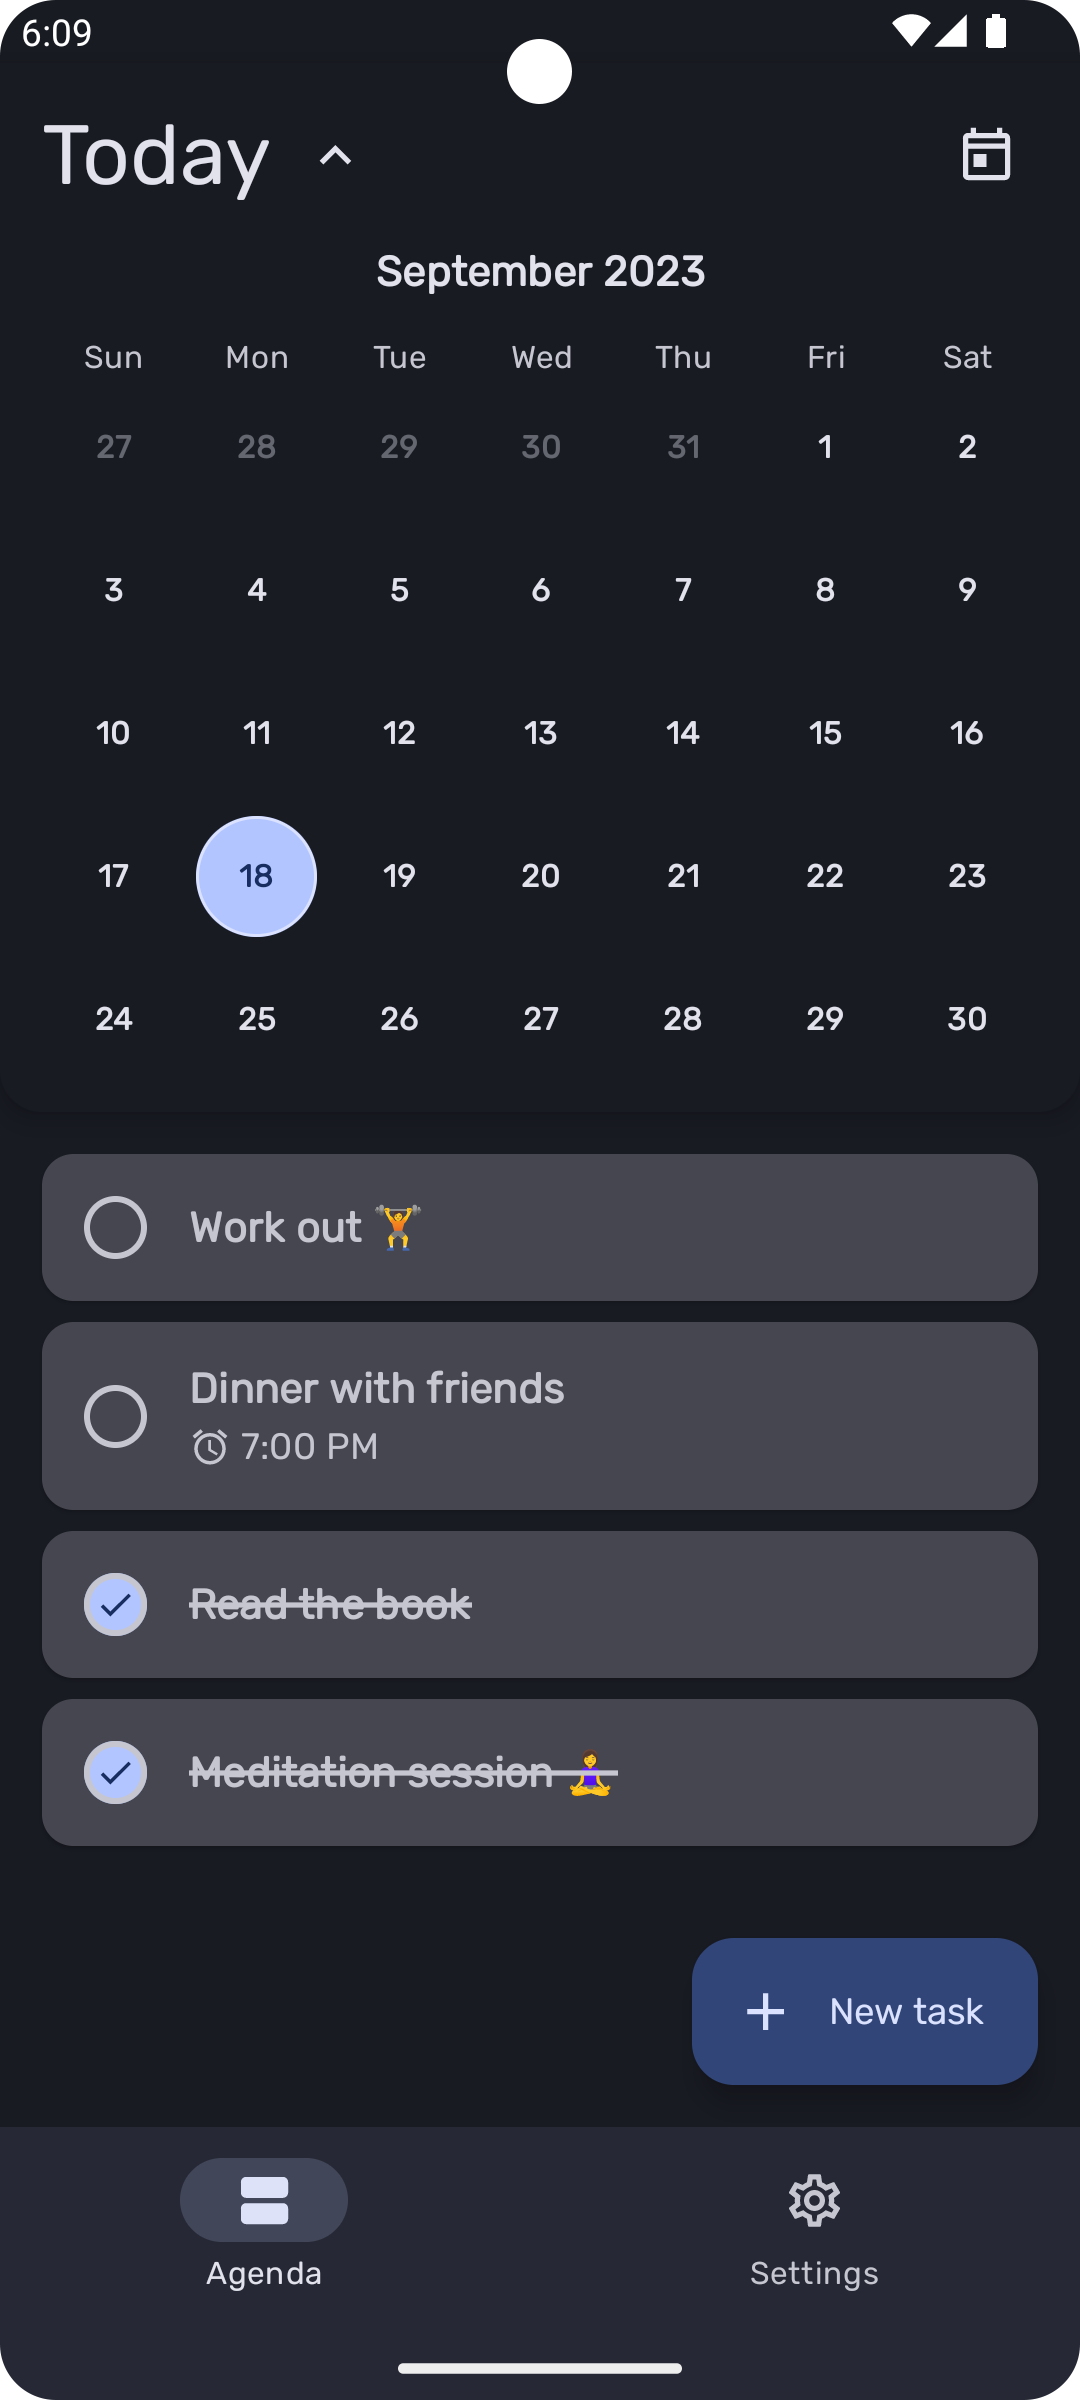 6:09
Today
September 2023
Sun Mon Tue Wed Thu Fri Sat
27 28 29 30 31 1 2
3 4 5 6 7 8 9
10 11 12 13 14 15 16
17 18 19 20 21 22 23
24 25 26 27 28 29 30
Work out 🏋️
Dinner with friends
7:00 PM
Read the book
Meditation session 🧘‍♀️
New task
Agenda Settings